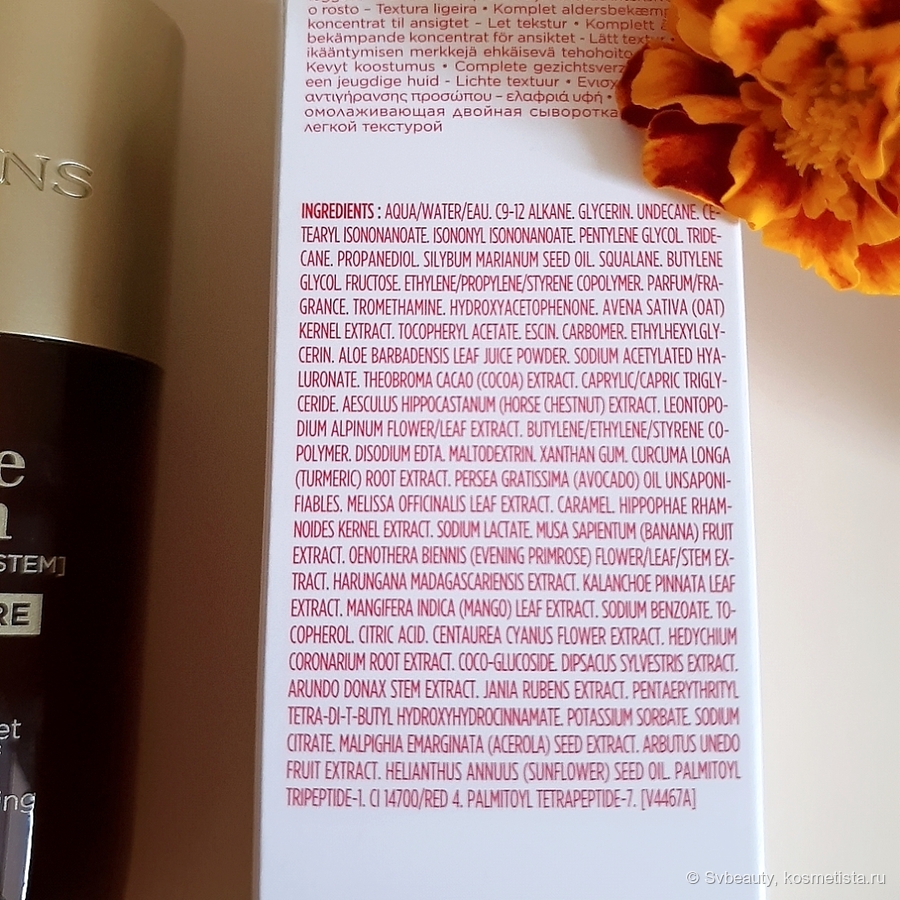 o rosto - Textura ligeira • Komplet aldersbekæm
koncentrat til ansigtet - Let tekstur • Komplett å
bekämpande koncentrat för ansiktet - Lätt textur •
ikääntymisen merkkejä ehkäisevä tehohoito
Kevyt koostumus • Complete gezichtsverz
een jeugdige huid - Lichte textuur • Ενισχ
αντιγήρανσης προσώπου – ελαφριά υφή •
омолаживающая двойная сыворотка
легкой текстурой
INGREDIENTS : AQUA/WATER/EAU. C9-12 ALKANE. GLYCERIN. UNDECANE. CE-
TEARYL ISONONANOATE. ISONONYL ISONONANOATE. PENTYLENE GLYCOL. TRIDE-
CANE. PROPANEDIOL. SILYBUM MARIANUM SEED OIL. SQUALANE. BUTYLENE
GLYCOL. FRUCTOSE. ETHYLENE/PROPYLENE/STYRENE COPOLYMER. PARFUM/FRA-
GRANCE. TROMETHAMINE. HYDROXYACETOPHENONE. AVENA SATIVA (OAT)
KERNEL EXTRACT. TOCOPHERYL ACETATE. ESCIN. CARBOMER. ETHYLHEXYLGLY-
CERIN. ALOE BARBADENSIS LEAF JUICE POWDER. SODIUM ACETYLATED HYA-
LURONATE. THEOBROMA CACAO (COCOA) EXTRACT. CAPRYLIC/CAPRIC TRIGLY-
CERIDE. AESCULUS HIPPOCASTANUM (HORSE CHESTNUT) EXTRACT. LEONTOPO-
DIUM ALPINUM FLOWER/LEAF EXTRACT. BUTYLENE/ETHYLENE/STYRENE CO-
POLYMER. DISODIUM EDTA. MALTODEXTRIN. XANTHAN GUM. CURCUMA LONGA
(TURMERIC) ROOT EXTRACT. PERSEA GRATISSIMA (AVOCADO) OIL UNSAPONI-
FIABLES. MELISSA OFFICINALIS LEAF EXTRACT. CARAMEL. HIPPOPHAE RHAM-
NOIDES KERNEL EXTRACT. SODIUM LACTATE. MUSA SAPIENTUM (BANANA) FRUIT
EXTRACT. OENOTHERA BIENNIS (EVENING PRIMROSE) FLOWER/LEAF/STEM EX-
TRACT. HARUNGANA MADAGASCARIENSIS EXTRACT. KALANCHOE PINNATA LEAF
EXTRACT. MANGIFERA INDICA (MANGO) LEAF EXTRACT. SODIUM BENZOATE. TO-
COPHEROL. CITRIC ACID. CENTAUREA CYANUS FLOWER EXTRACT. HEDYCHIUM
CORONARIUM ROOT EXTRACT. COCO-GLUCOSIDE. DIPSACUS SYLVESTRIS EXTRACT.
ARUNDO DONAX STEM EXTRACT. JANIA RUBENS EXTRACT. PENTAERYTHRITYL
TETRA-DI-T-BUTYL HYDROXYHYDROCINNAMATE. POTASSIUM SORBATE. SODIUM
CITRATE. MALPIGHIA EMARGINATA (ACEROLA) SEED EXTRACT. ARBUTUS UNEDO
FRUIT EXTRACT. HELIANTHUS ANNUUS (SUNFLOWER) SEED OIL. PALMITOYL
TRIPEPTIDE-1. CI 14700/RED 4. PALMITOYL TETRAPEPTIDE-7. [V4467A]
NS
e
STEM]
RE
et
ing
© Svbeauty, kosmetista.ru